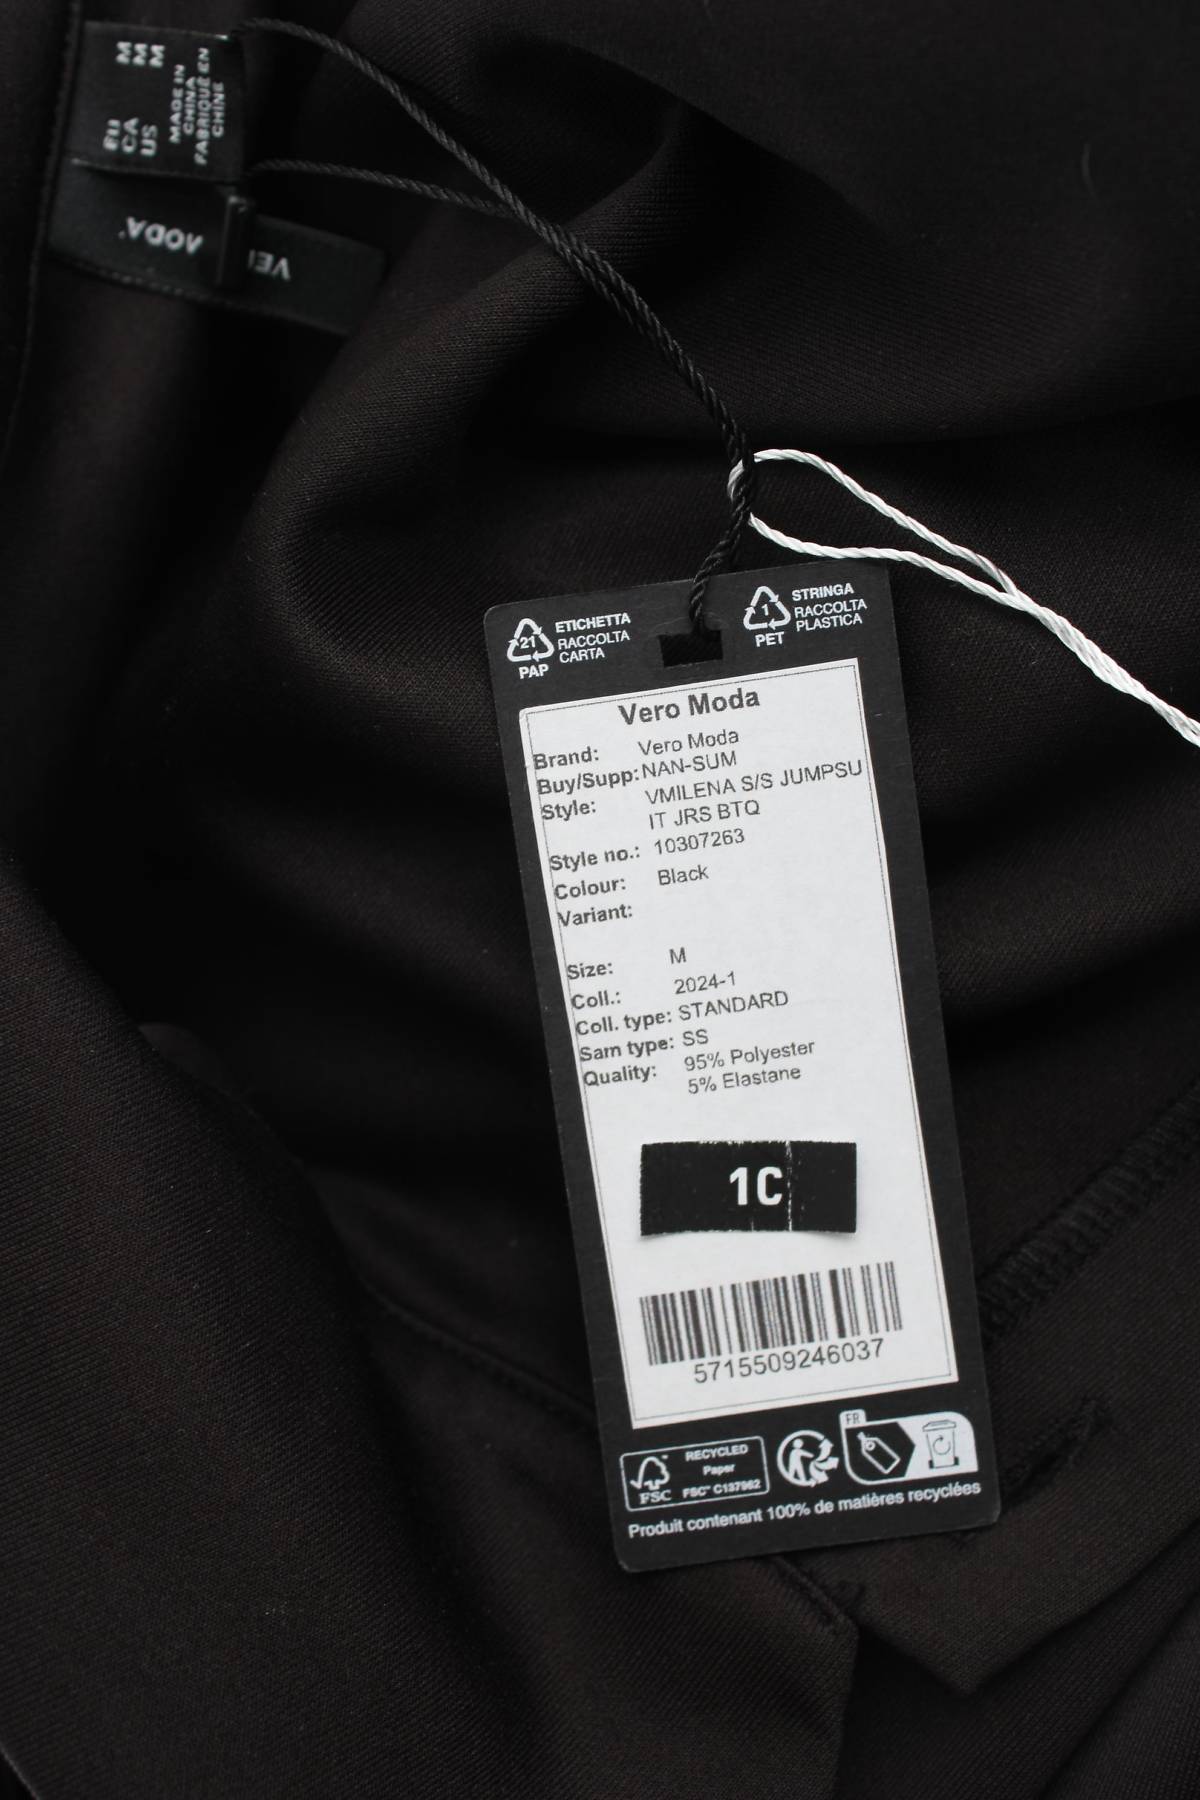 EU M
CA M
US M
MADE IN
CHINA
FABRIQUÉ EN
CHINE
MODA
ETICHETTA
RACCOLTA
CARTA
21
PAP
STRINGA
RACCOLTA
PLASTICA
1
PET
Vero Moda
Brand: Vero Moda
Buy/Supp: NAN-SUM
Style: VMILENA S/S JUMPSU
IT JRS BTQ
Style no.: 10307263
Colour: Black
Variant:
Size: M
Coll.: 2024-1
Coll. type: STANDARD
Sam type: SS
Quality: 95% Polyester
5% Elastane
1C
5715509246037
RECYCLED
Paper
FSC™ C137962
FSC
FR
Produit contenant 100% de matières recyclées